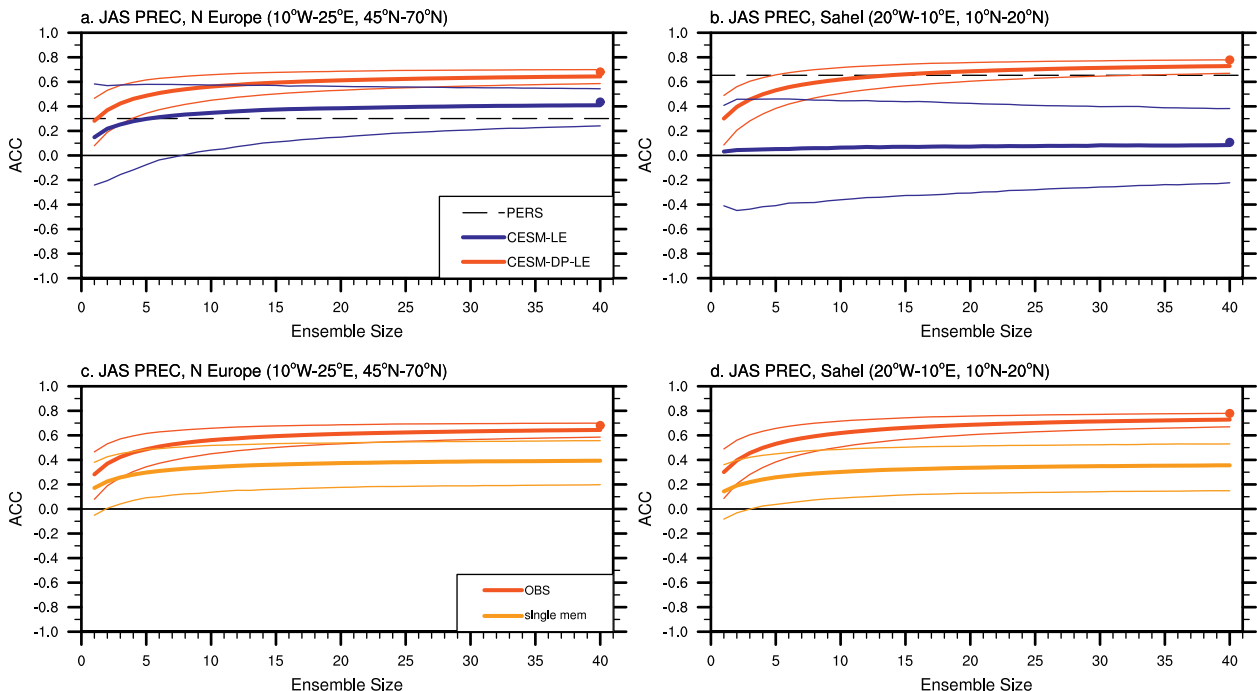 a. JAS PREC, N Europe (10°W-25°E, 45°N-70°N)
1.0
0.8
0.6
0.4
0.2
0.0
-0.2
-0.4
-0.6
-0.8
-1.0
ACC
0 5 10 15 20 25 30 35 40
Ensemble Size
PERS
CESM-LE
CESM-DP-LE
b. JAS PREC, Sahel (20°W-10°E, 10°N-20°N)
1.0
0.8
0.6
0.4
0.2
0.0
-0.2
-0.4
-0.6
-0.8
-1.0
ACC
0 5 10 15 20 25 30 35 40
Ensemble Size
c. JAS PREC, N Europe (10°W-25°E, 45°N-70°N)
1.0
0.8
0.6
0.4
0.2
0.0
-0.2
-0.4
-0.6
-0.8
-1.0
ACC
0 5 10 15 20 25 30 35 40
Ensemble Size
OBS
single mem
d. JAS PREC, Sahel (20°W-10°E, 10°N-20°N)
1.0
0.8
0.6
0.4
0.2
0.0
-0.2
-0.4
-0.6
-0.8
-1.0
ACC
0 5 10 15 20 25 30 35 40
Ensemble Size